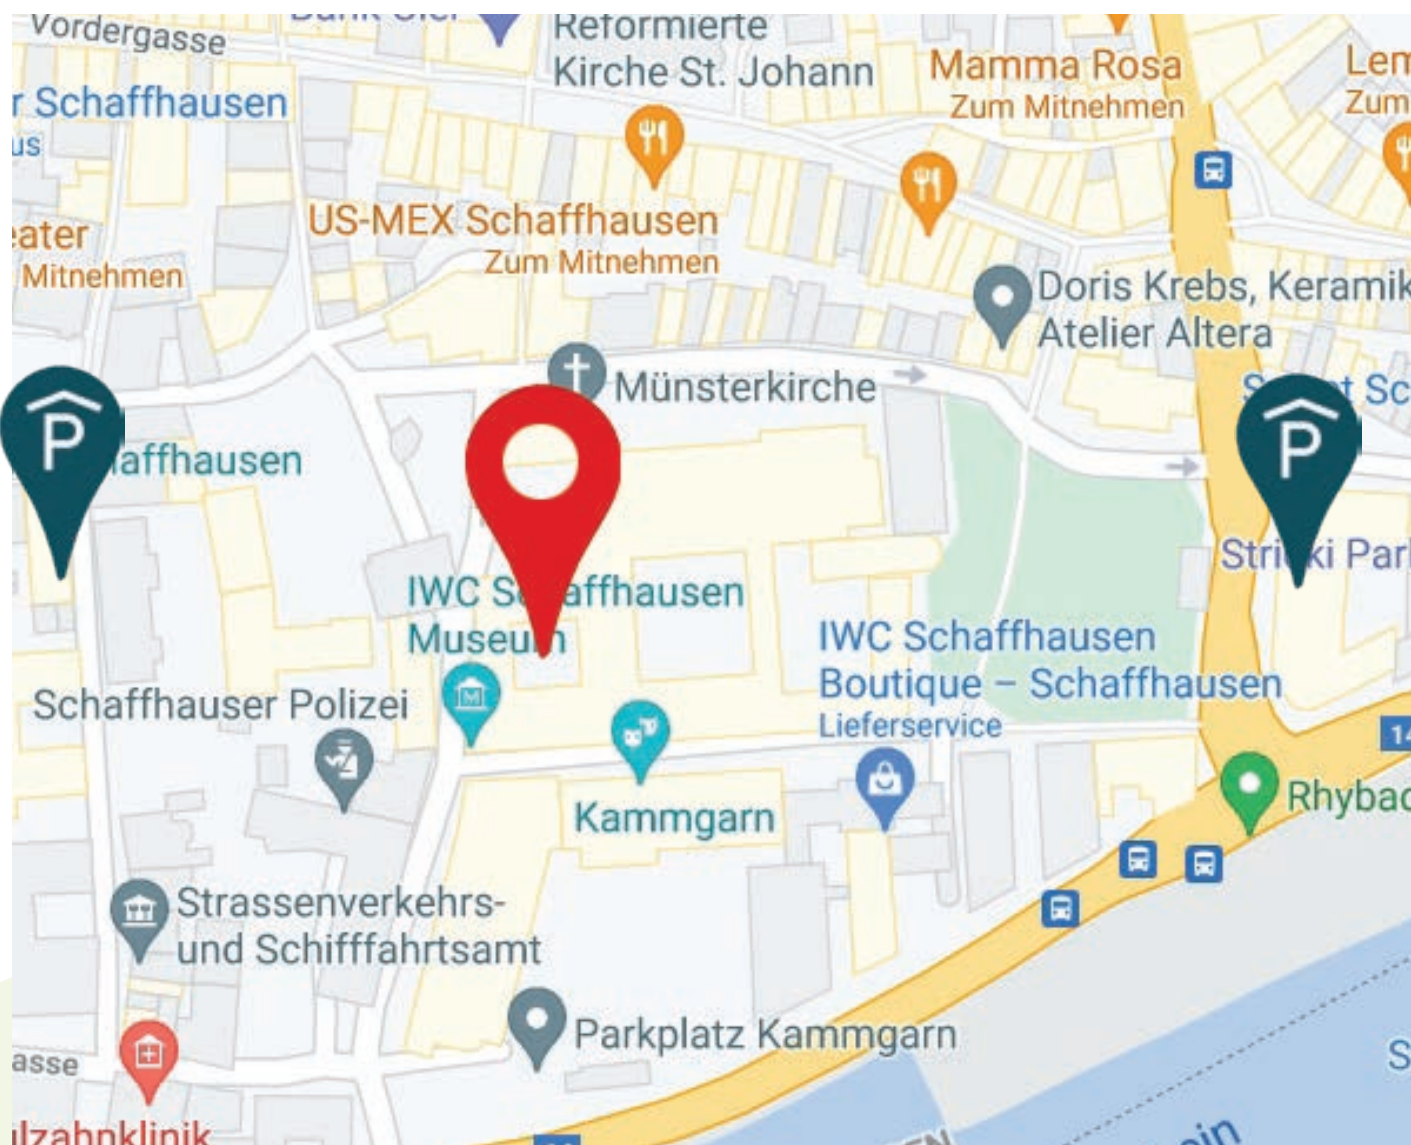 Vordergasse
Reformierte
Kirche St. Johann
Mamma Rosa
Zum Mitnehmen
Zum
r Schaffhausen
US-MEX Schaffhausen
Zum Mitnehmen
Mitnehmen
Doris Krebs, Keramik
Atelier Altera
Münsterkirche
P
P
IWC Schaffhausen
Museum
IWC Schaffhausen
Boutique – Schaffhausen
Lieferservice
Schaffhauser Polizei
M
14
Kammgarn
Strassenverkehrs-
und Schifffahrtsamt
Parkplatz Kammgarn
asse